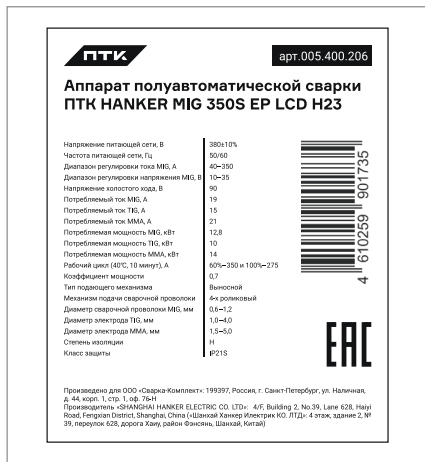 ПТК
арт.005.400.206
Аппарат полуавтоматической сварки
ПТК HANKER MIG 350S EP LCD H23
Напряжение питающей сети, В 380±10%
Частота питающей сети, Гц 50/60
Диапазон регулировки тока MIG, А 40–350
Диапазон регулировки напряжения MIG, В 10–35
Напряжение холостого хода, В 90
Потребляемый ток MIG, А 19
Потребляемый ток TIG, А 15
Потребляемый ток MMA, А 21
Потребляемая мощность MIG, кВт 12,8
Потребляемая мощность TIG, кВт 10
Потребляемая мощность MMA, кВт 14
Рабочий цикл (40°C, 10 минут), А 60%–350 и 100%–275
Коэффициент мощности 0,7
Тип подающего механизма Выносной
Механизм подачи сварочной проволоки 4-х роликовый
Диаметр сварочной проволоки MIG, мм 0,6–1,2
Диаметр электрода TIG, мм 1,0–4,0
Диаметр электрода MMA, мм 1,5–5,0
Степень изоляции H
Класс защиты IP21S
4 610259 901735
EAC
Произведено для ООО «Сварка-Комплект»: 199397, Россия, г. Санкт-Петербург, ул. Наличная,
д. 44, корп. 1, стр. 1, оф. 76-Н
Производитель «SHANGHAI HANKER ELECTRIC CO. LTD»: 4/F, Building 2, No.39, Lane 628, Haiyi
Road, Fengxian District, Shanghai, China («Шанхай Ханкер Илектрик КО. ЛТД»: 4 этаж, здание 2, №
39, переулок 628, дорога Хаиу, район Фэнсянь, Шанхай, Китай)